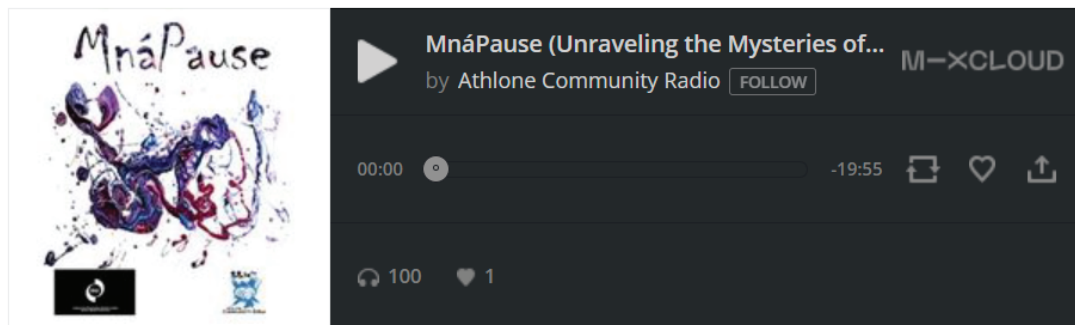 MnáPause
MnáPause (Unraveling the Mysteries of...
M-XCLOUD
by Athlone Community Radio FOLLOW
00:00
-19:55
100
1